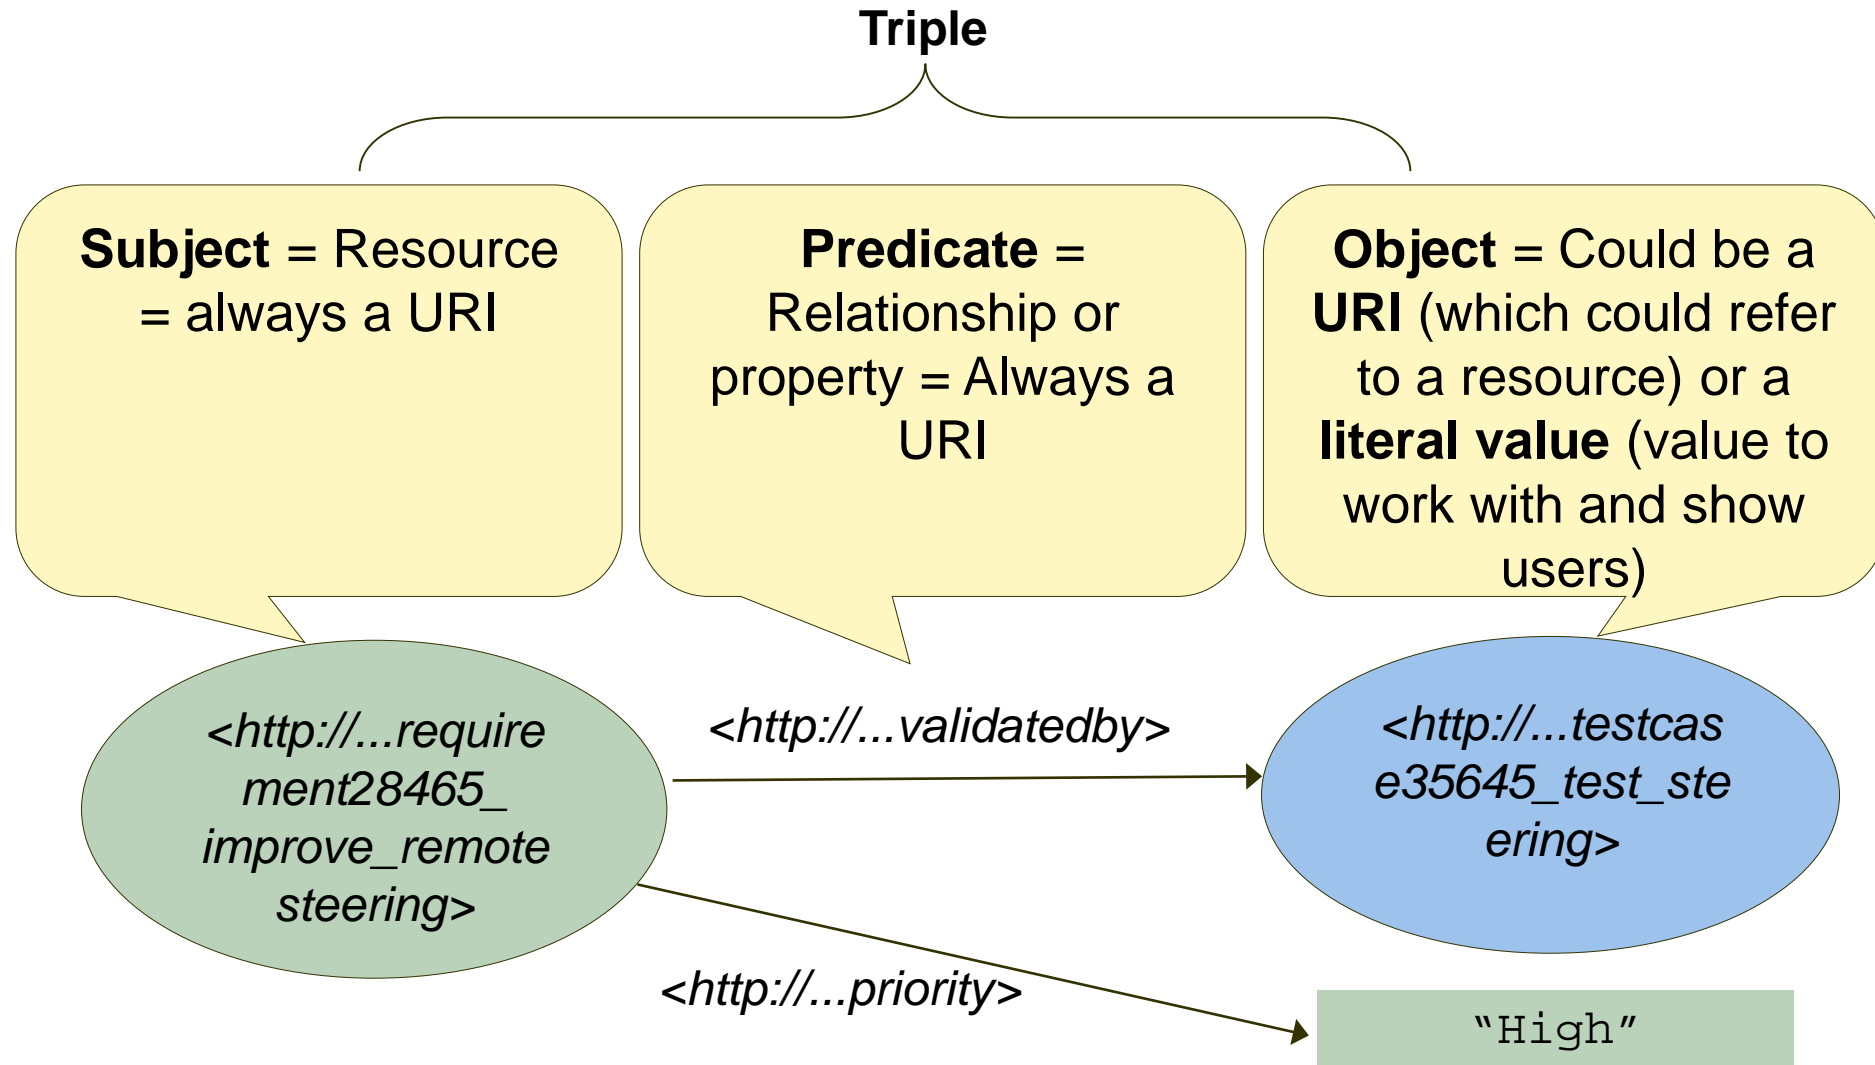 Triple
Subject = Resource
= always a URI
Predicate =
Relationship or
property = Always a
URI
Object = Could be a
URI (which could refer
to a resource) or a
literal value (value to
work with and show
users)
<http://...require
ment28465_
improve_remote
steering>
<http://...validatedby>
<http://...testcas
e35645_test_ste
ering>
<http://...priority>
“High”